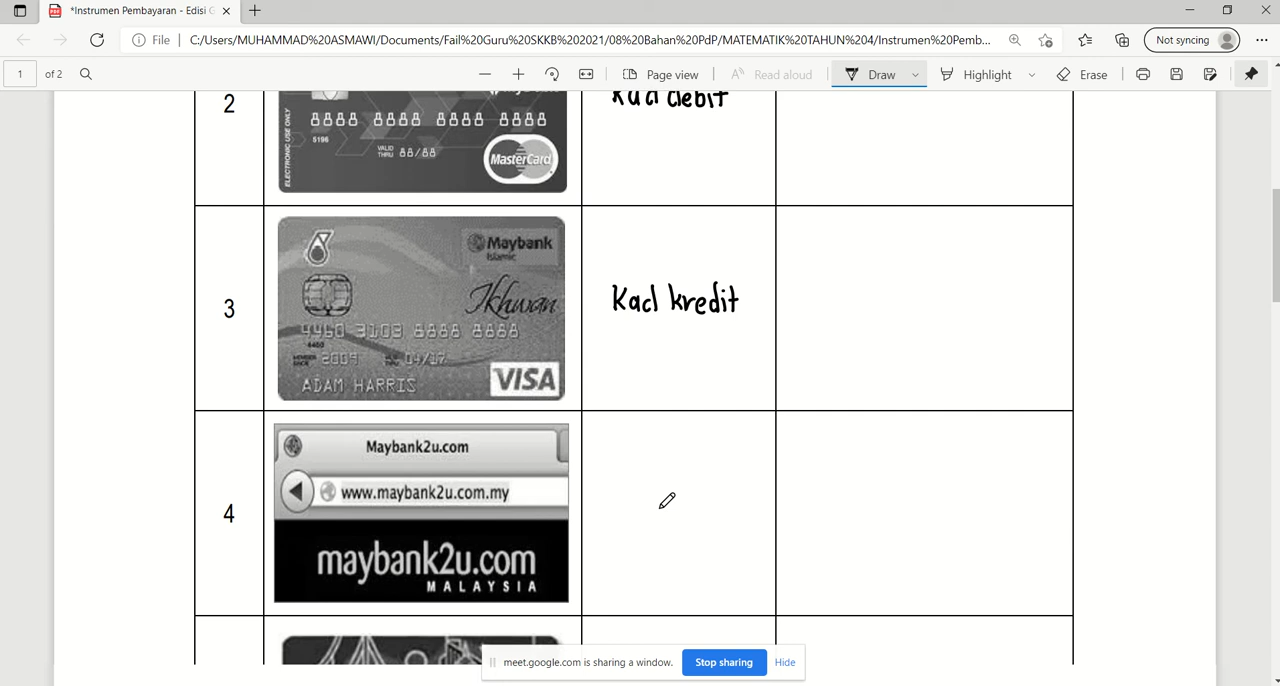 *Instrumen Pembayaran - Edisi G
File
C:/Users/MUHAMMAD%20ASMAWI/Documents/Fail%20Guru%20SKKB%202021/08%20Bahan%20PdP/MATEMATIK%20TAHUN%204/Instrumen%20Pemb...
Not syncing
1 of 2
Page view
Read aloud
Draw
Highlight
Erase
2
ELECTRONIC USE ONLY
8888 8888 8888 8888
5196
VALID THRU 88/88
MasterCard
Kad debit
3
Maybank
Islamic
Ikhwan
4460 3103 8888 8888
4460
2009 04/17
ADAM HARRIS
VISA
Kad kredit
4
Maybank2u.com
www.maybank2u.com.my
maybank2u.com
MALAYSIA
meet.google.com is sharing a window.
Stop sharing
Hide